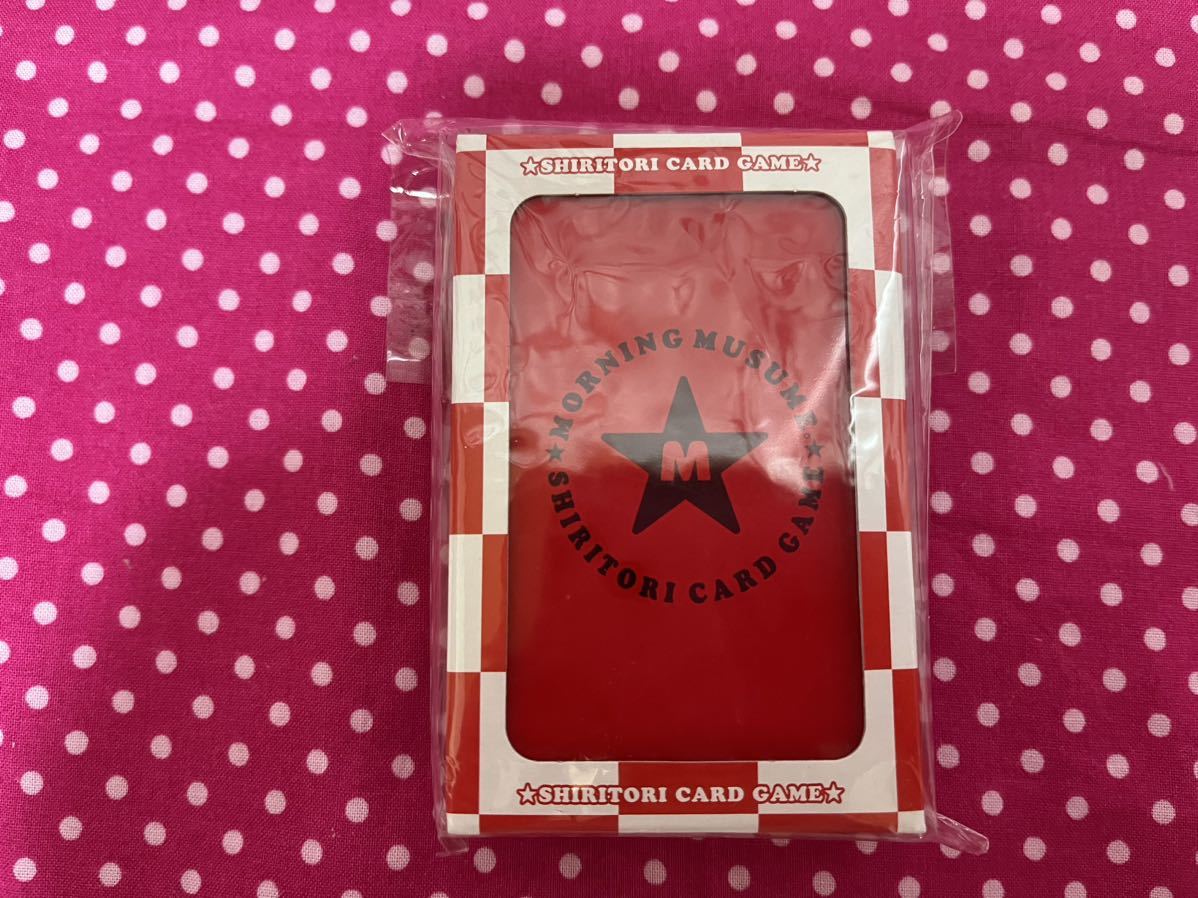 ☆SHIRITORI CARD GAME☆
★MORNING MUSUME。★
M
SHIRITORI CARD GAME
☆SHIRITORI CARD GAME☆